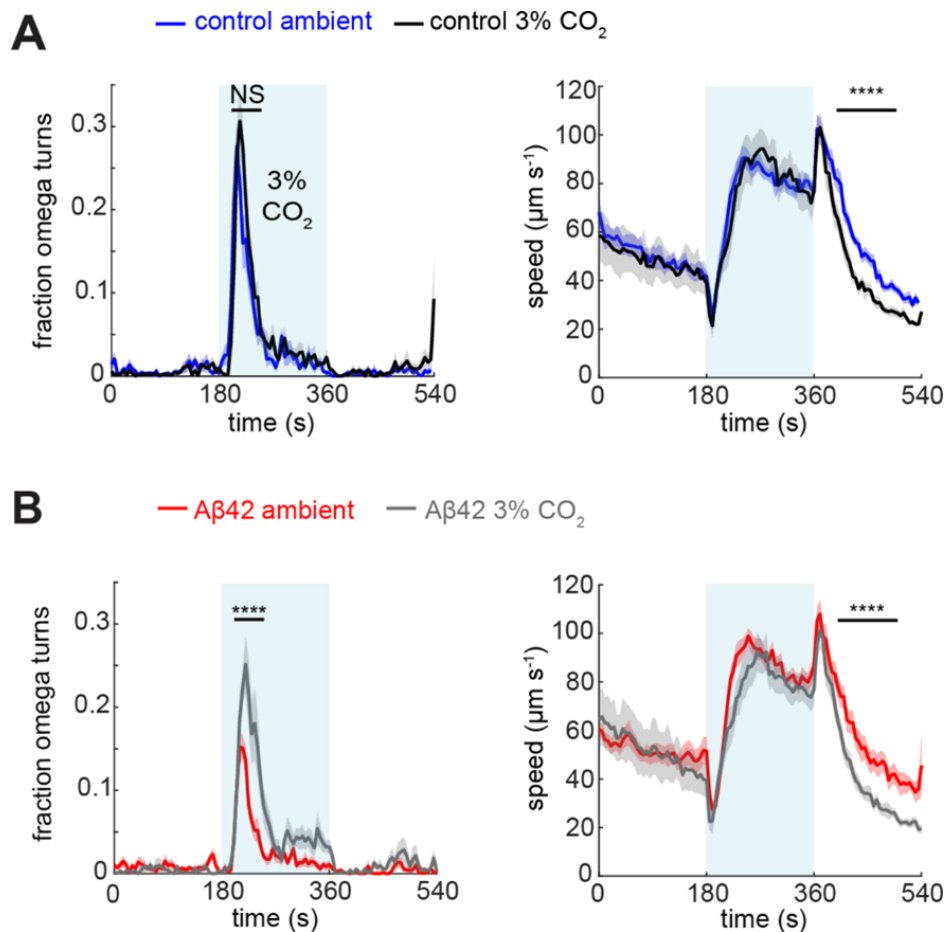 A
control ambient control 3% CO₂
fraction omega turns
0.3
0.2
0.1
0
NS
3%
CO₂
0 180 360 540
time (s)
speed (µm s⁻¹)
120
100
80
60
40
20
0
****
0 180 360 540
time (s)
B
Aβ42 ambient Aβ42 3% CO₂
fraction omega turns
0.3
0.2
0.1
0
****
0 180 360 540
time (s)
speed (µm s⁻¹)
120
100
80
60
40
20
0
****
0 180 360 540
time (s)